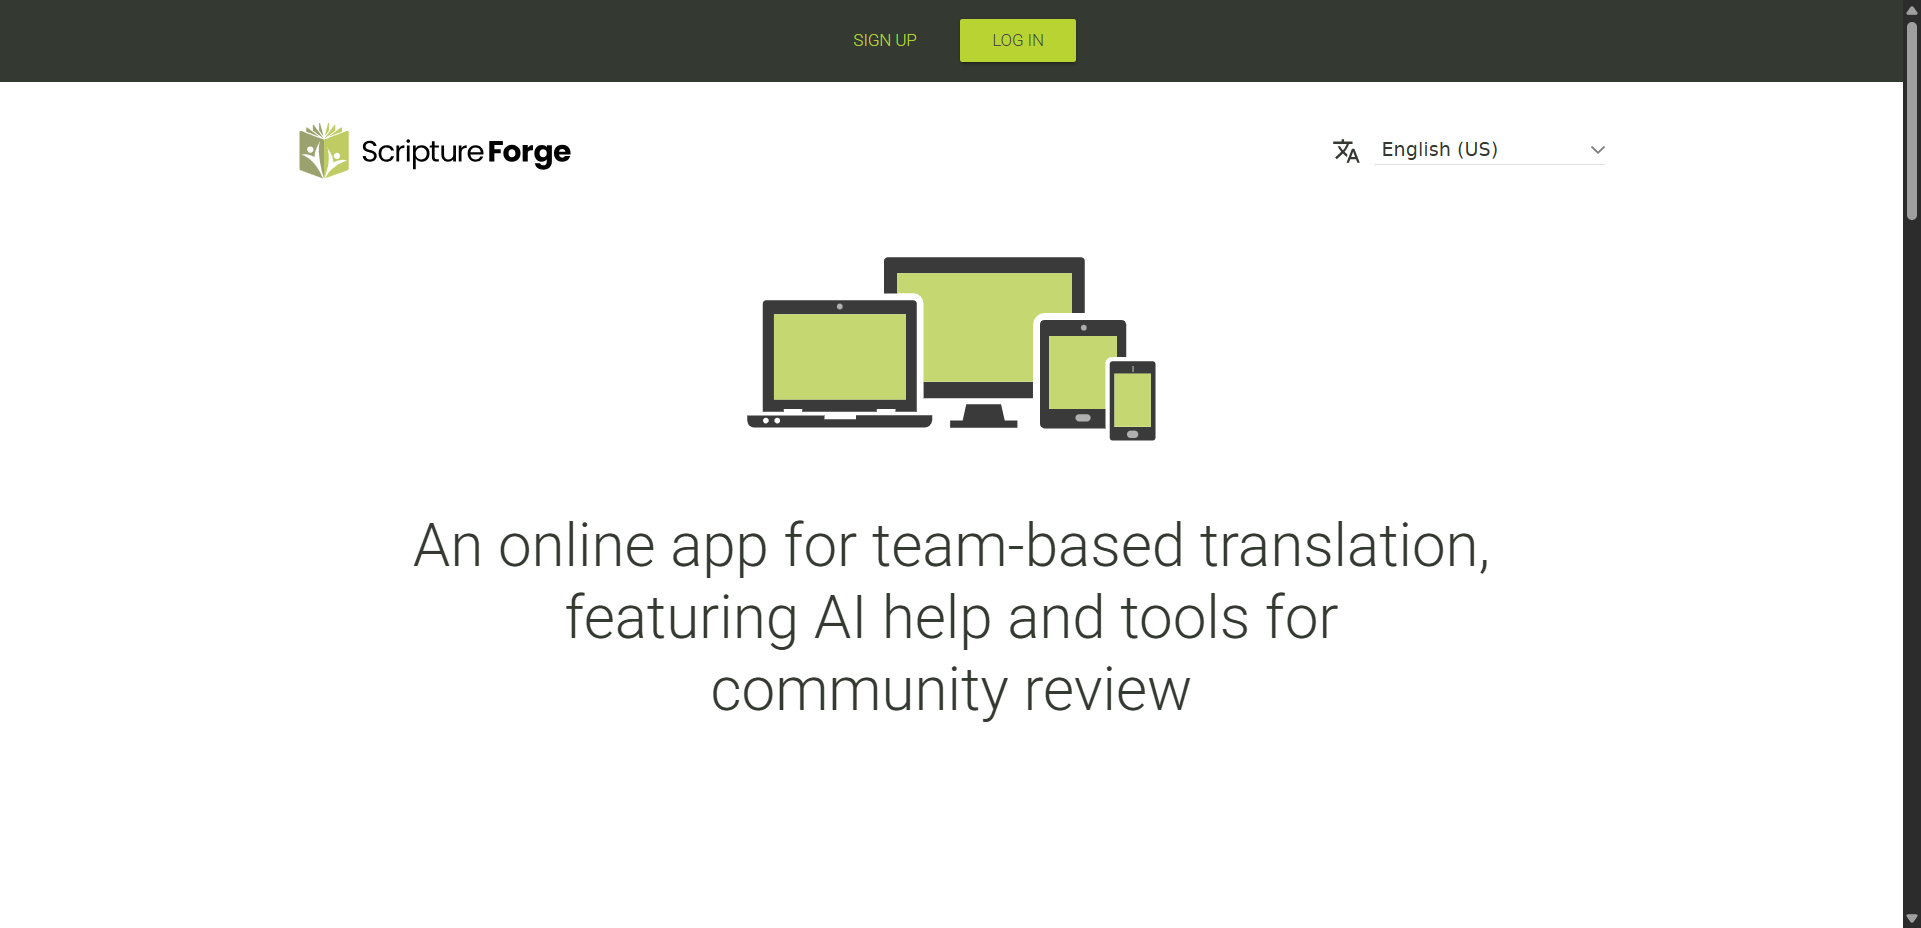 SIGN UP
LOG IN
Scripture Forge
English (US)
An online app for team-based translation,
featuring AI help and tools for
community review